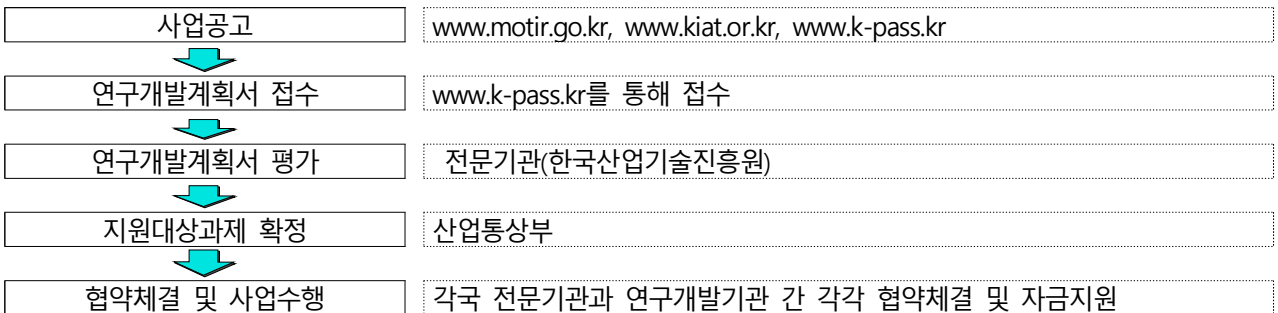 사업공고 www.motir.go.kr, www.kiat.or.kr, www.k-pass.kr
연구개발계획서 접수 www.k-pass.kr를 통해 접수
연구개발계획서 평가 전문기관(한국산업기술진흥원)
지원대상과제 확정 산업통상부
협약체결 및 사업수행 각국 전문기관과 연구개발기관 간 각각 협약체결 및 자금지원